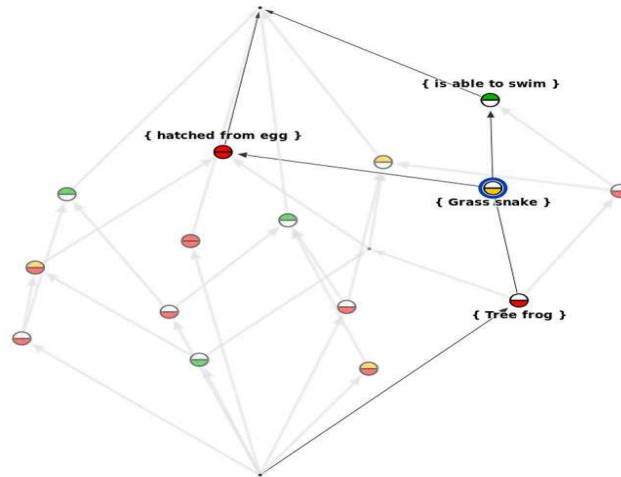 { is able to swim }
{ hatched from egg }
{ Grass snake }
{ Tree frog }